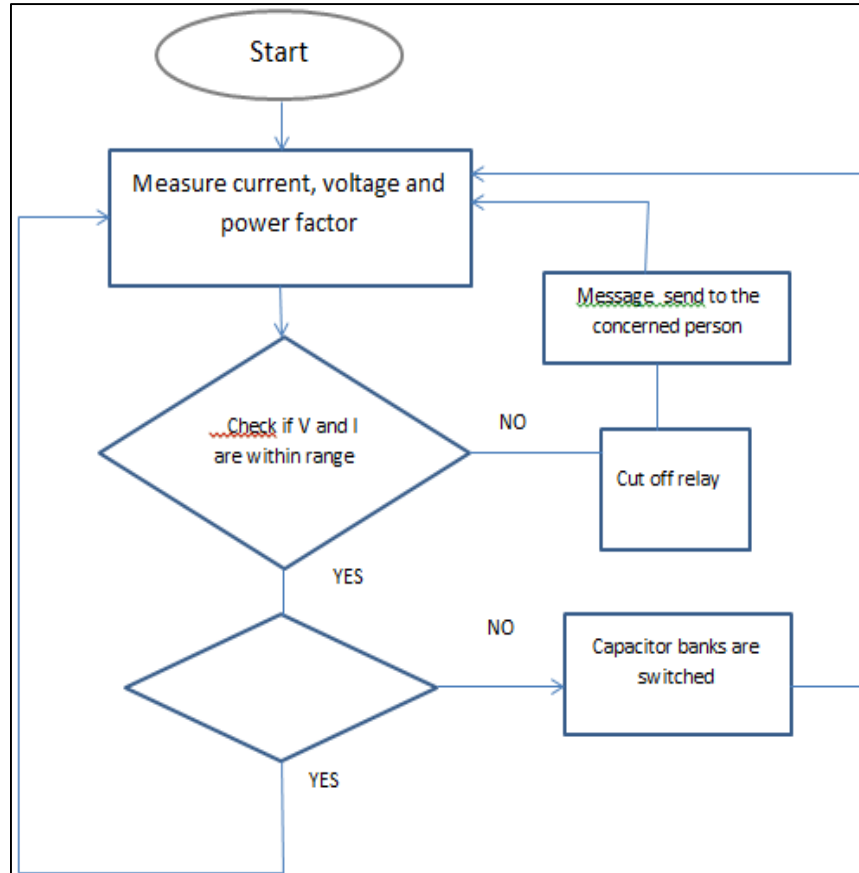 Start
Measure current, voltage and
power factor
Message send to the
concerned person
Check if V and I
are within range
NO
Cut off relay
YES
NO
Capacitor banks are
switched
YES